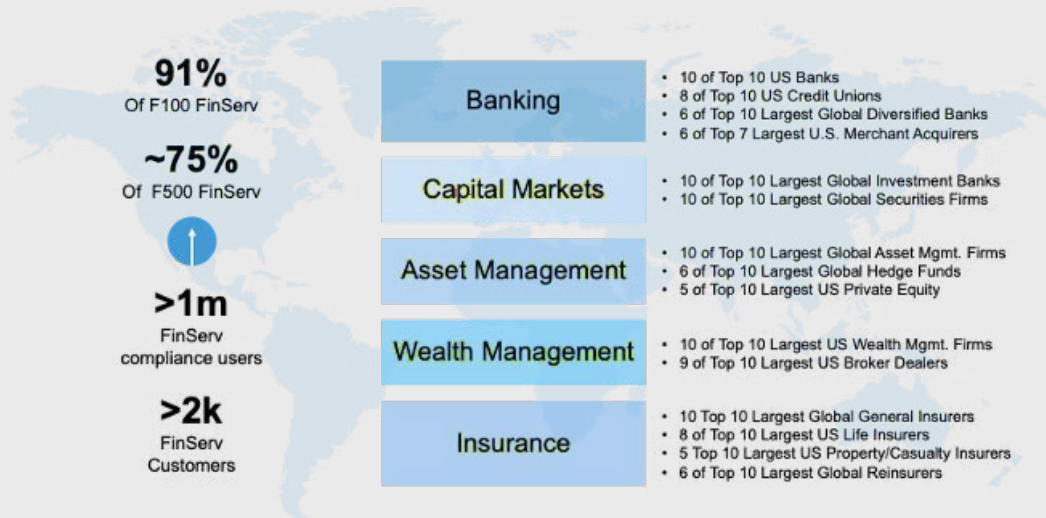 91%
Of F100 FinServ
~75%
Of F500 FinServ
>1m
FinServ
compliance users
>2k
FinServ
Customers
Banking
• 10 of Top 10 US Banks
• 8 of Top 10 US Credit Unions
• 6 of Top 10 Largest Global Diversified Banks
• 6 of Top 7 Largest U.S. Merchant Acquirers
Capital Markets
• 10 of Top 10 Largest Global Investment Banks
• 10 of Top 10 Largest Global Securities Firms
Asset Management
• 10 of Top 10 Largest Global Asset Mgmt. Firms
• 6 of Top 10 Largest Global Hedge Funds
• 5 of Top 10 Largest US Private Equity
Wealth Management
• 10 of Top 10 Largest US Wealth Mgmt. Firms
• 9 of Top 10 Largest US Broker Dealers
Insurance
• 10 Top 10 Largest Global General Insurers
• 8 of Top 10 Largest US Life Insurers
• 5 Top 10 Largest US Property/Casualty Insurers
• 6 of Top 10 Largest Global Reinsurers